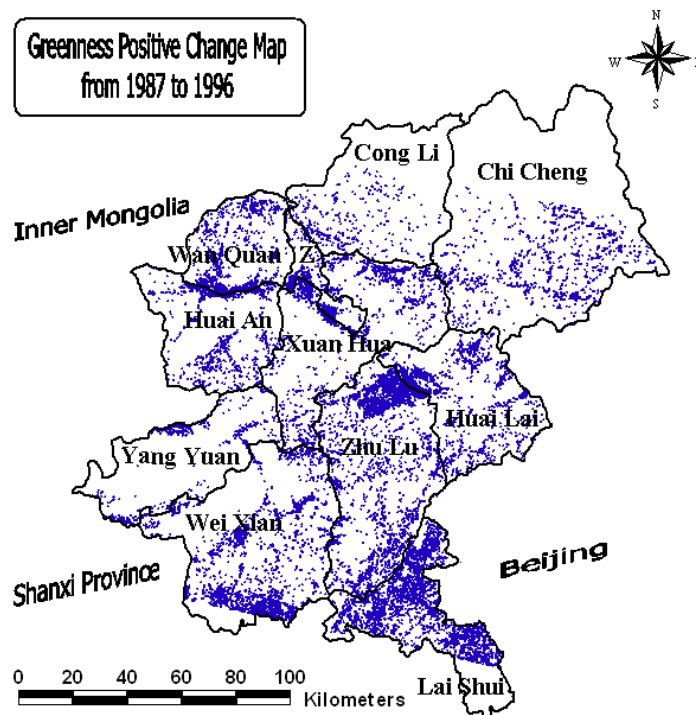 Greenness Positive Change Map
from 1987 to 1996
N
W
S
Cong Li
Chi Cheng
Inner Mongolia
Wan Quan
Z
Huai An
Xuan Hua
Huai Lai
Zhu Lu
Yang Yuan
Wei Xian
Beijing
Shanxi Province
Lai Shui
0 20 40 60 80 100
Kilometers